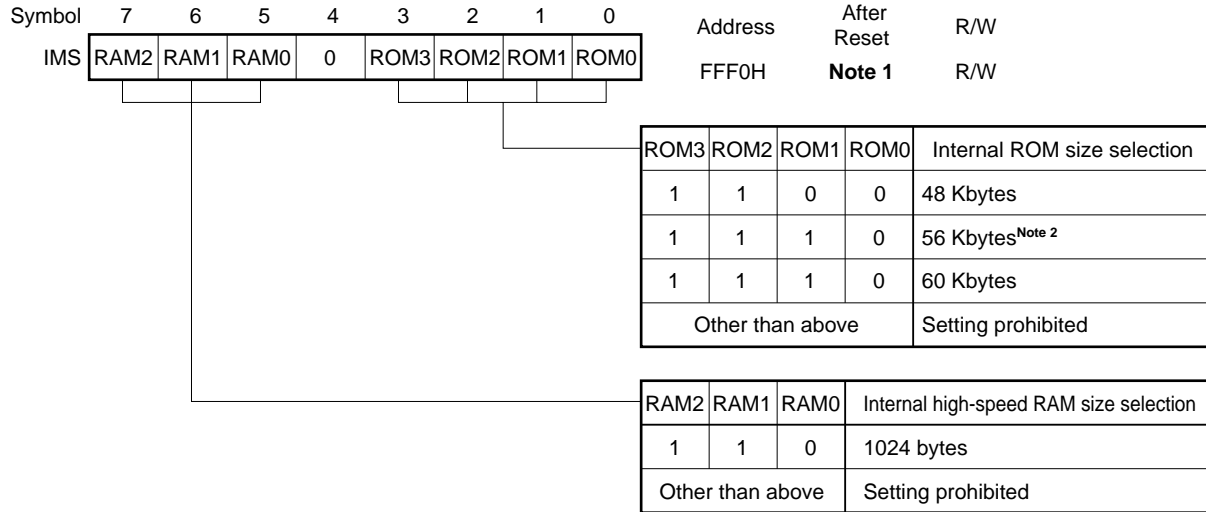 Symbol 7 6 5 4 3 2 1 0 Address After Reset R/W
IMS RAM2 RAM1 RAM0 0 ROM3 ROM2 ROM1 ROM0 FFF0H Note 1 R/W
ROM3 ROM2 ROM1 ROM0 Internal ROM size selection
1 1 0 0 48 Kbytes
1 1 1 0 56 KbytesNote 2
1 1 1 0 60 Kbytes
Other than above Setting prohibited
RAM2 RAM1 RAM0 Internal high-speed RAM size selection
1 1 0 1024 bytes
Other than above Setting prohibited